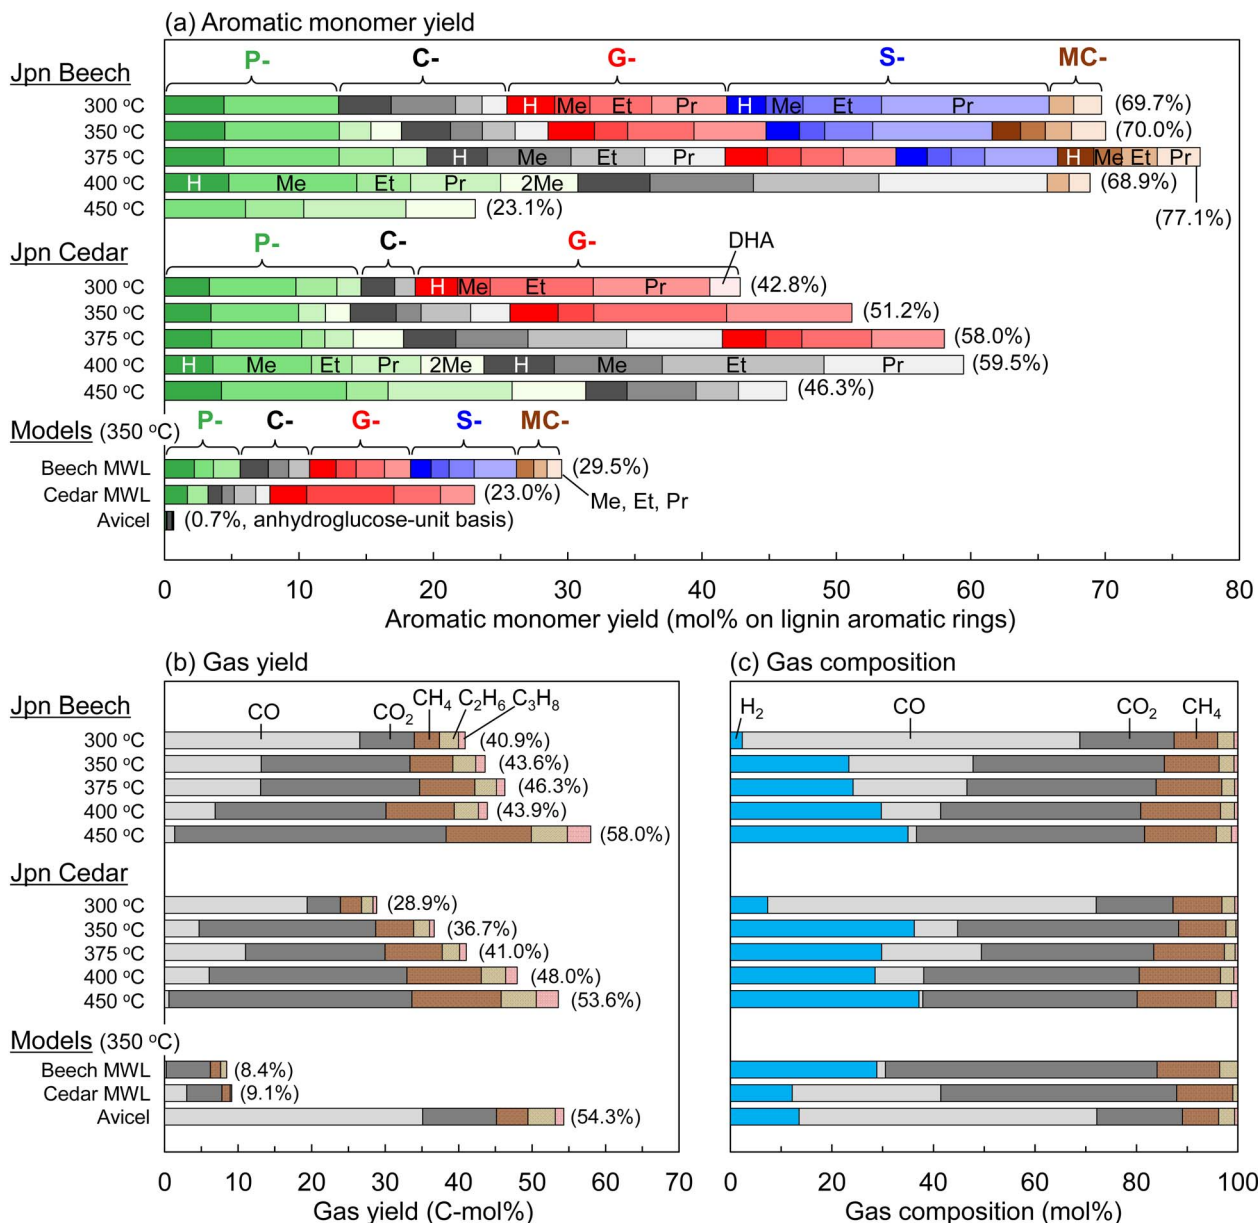 (a) Aromatic monomer yield
P- C- G- S- MC-
Jpn Beech
300 °C H Me Et Pr H Me Et Pr (69.7%)
350 °C (70.0%)
375 °C H Me Et Pr H Me Et Pr
400 °C H Me Et Pr 2Me (68.9%)
450 °C (23.1%) (77.1%)
P- C- G- DHA
Jpn Cedar
300 °C H Me Et Pr (42.8%)
350 °C (51.2%)
375 °C (58.0%)
400 °C H Me Et Pr 2Me H Me Et Pr (59.5%)
450 °C (46.3%)
P- C- G- S- MC-
Models (350 °C)
Beech MWL (29.5%)
Cedar MWL (23.0%) Me, Et, Pr
Avicel (0.7%, anhydroglucose-unit basis)
0 10 20 30 40 50 60 70 80
Aromatic monomer yield (mol% on lignin aromatic rings)
(b) Gas yield
Jpn Beech
CO CO2 CH4 C2H6 C3H8
300 °C (40.9%)
350 °C (43.6%)
375 °C (46.3%)
400 °C (43.9%)
450 °C (58.0%)
Jpn Cedar
300 °C (28.9%)
350 °C (36.7%)
375 °C (41.0%)
400 °C (48.0%)
450 °C (53.6%)
Models (350 °C)
Beech MWL (8.4%)
Cedar MWL (9.1%)
Avicel (54.3%)
0 10 20 30 40 50 60 70
Gas yield (C-mol%)
(c) Gas composition
H2 CO CO2 CH4
0 20 40 60 80 100
Gas composition (mol%)